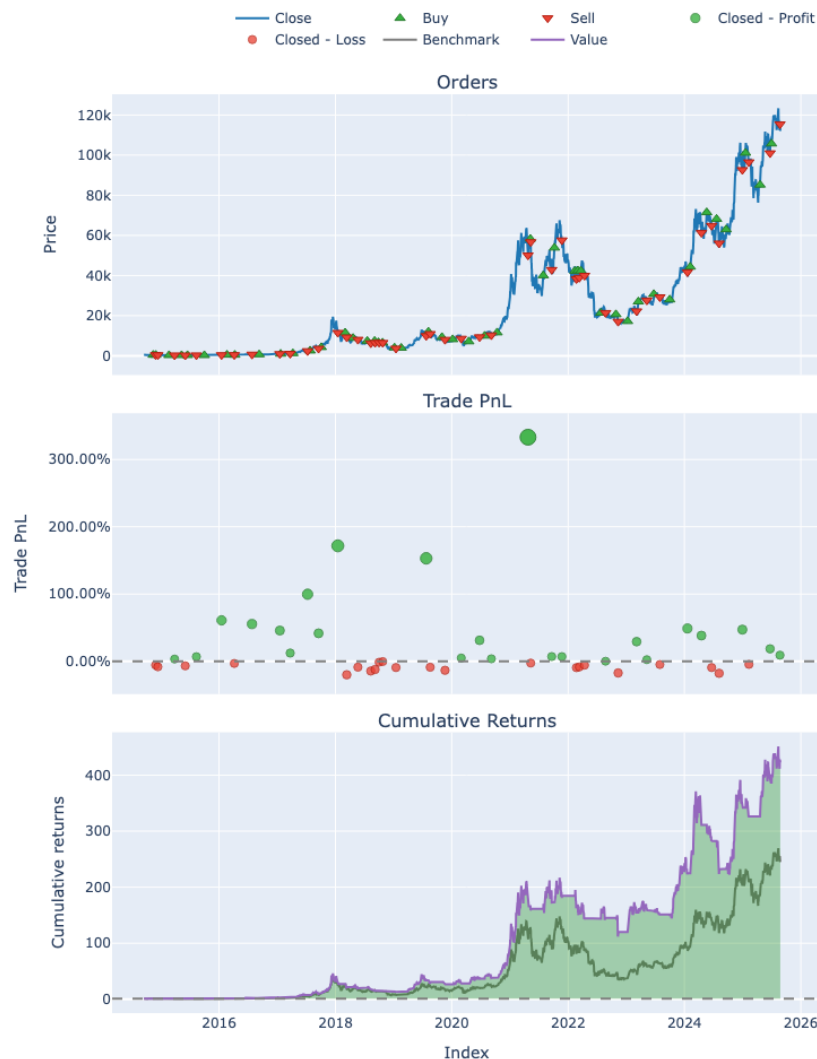 Close Buy Sell Closed - Profit
Closed - Loss Benchmark Value
Orders
120k
100k
80k
60k
40k
20k
0
Price
Trade PnL
300.00%
200.00%
100.00%
0.00%
Trade PnL
Cumulative Returns
400
300
200
100
0
Cumulative returns
2016 2018 2020 2022 2024 2026
Index